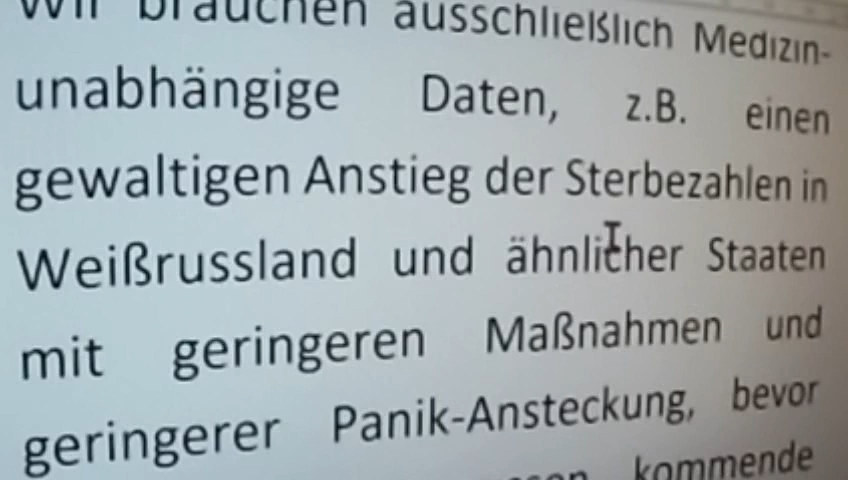 Wir brauchen ausschließlich Medizin-
unabhängige Daten, z.B. einen
gewaltigen Anstieg der Sterbezahlen in
Weißrussland und ähnlicher Staaten
mit geringeren Maßnahmen und
geringerer Panik-Ansteckung, bevor
kommende